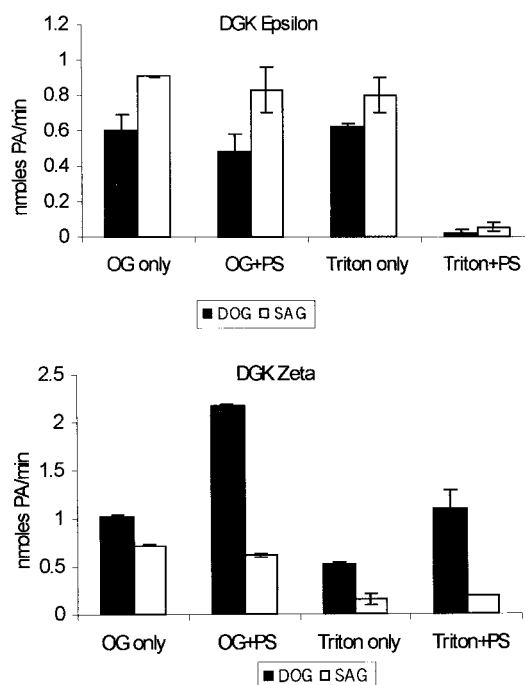 DGK Epsilon
nmoles PA/min
1.2
1
0.8
0.6
0.4
0.2
0
OG only OG+PS Triton only Triton+PS
DOG SAG
DGK Zeta
nmoles PA/min
2.5
2
1.5
1
0.5
0
OG only OG+PS Triton only Triton+PS
DOG SAG